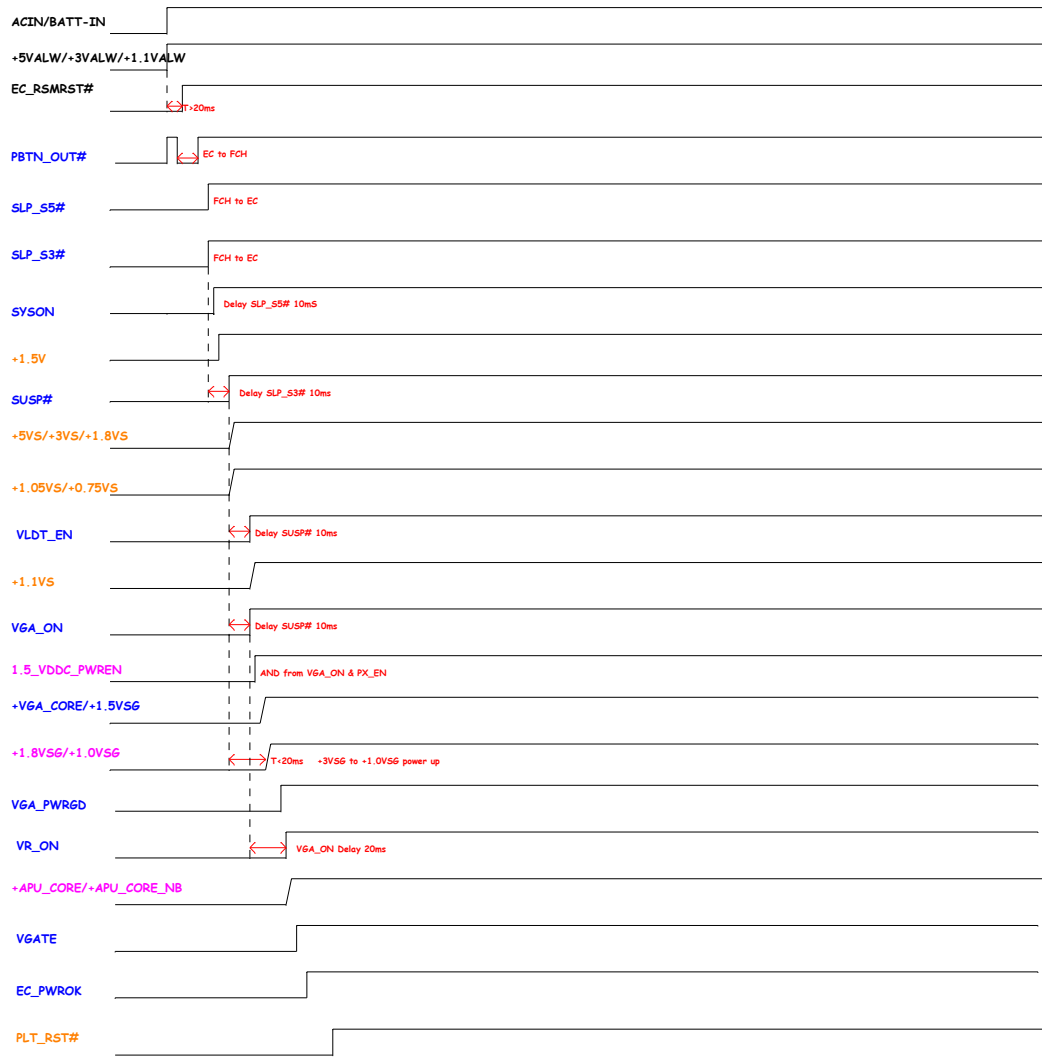 ACIN/BATT-IN
+5VALW/+3VALW/+1.1VALW
EC_RSMRST#
T>20ms
PBTN_OUT#
EC to FCH
SLP_S5#
FCH to EC
SLP_S3#
FCH to EC
SYSON
Delay SLP_S5# 10mS
+1.5V
SUSP#
Delay SLP_S3# 10ms
+5VS/+3VS/+1.8VS
+1.05VS/+0.75VS
VLDT_EN
Delay SUSP# 10ms
+1.1VS
VGA_ON
Delay SUSP# 10ms
1.5_VDDC_PWREN
AND from VGA_ON & PX_EN
+VGA_CORE/+1.5VSG
+1.8VSG/+1.0VSG
T<20ms +3VSG to +1.0VSG power up
VGA_PWRGD
VR_ON
VGA_ON Delay 20ms
+APU_CORE/+APU_CORE_NB
VGATE
EC_PWROK
PLT_RST#